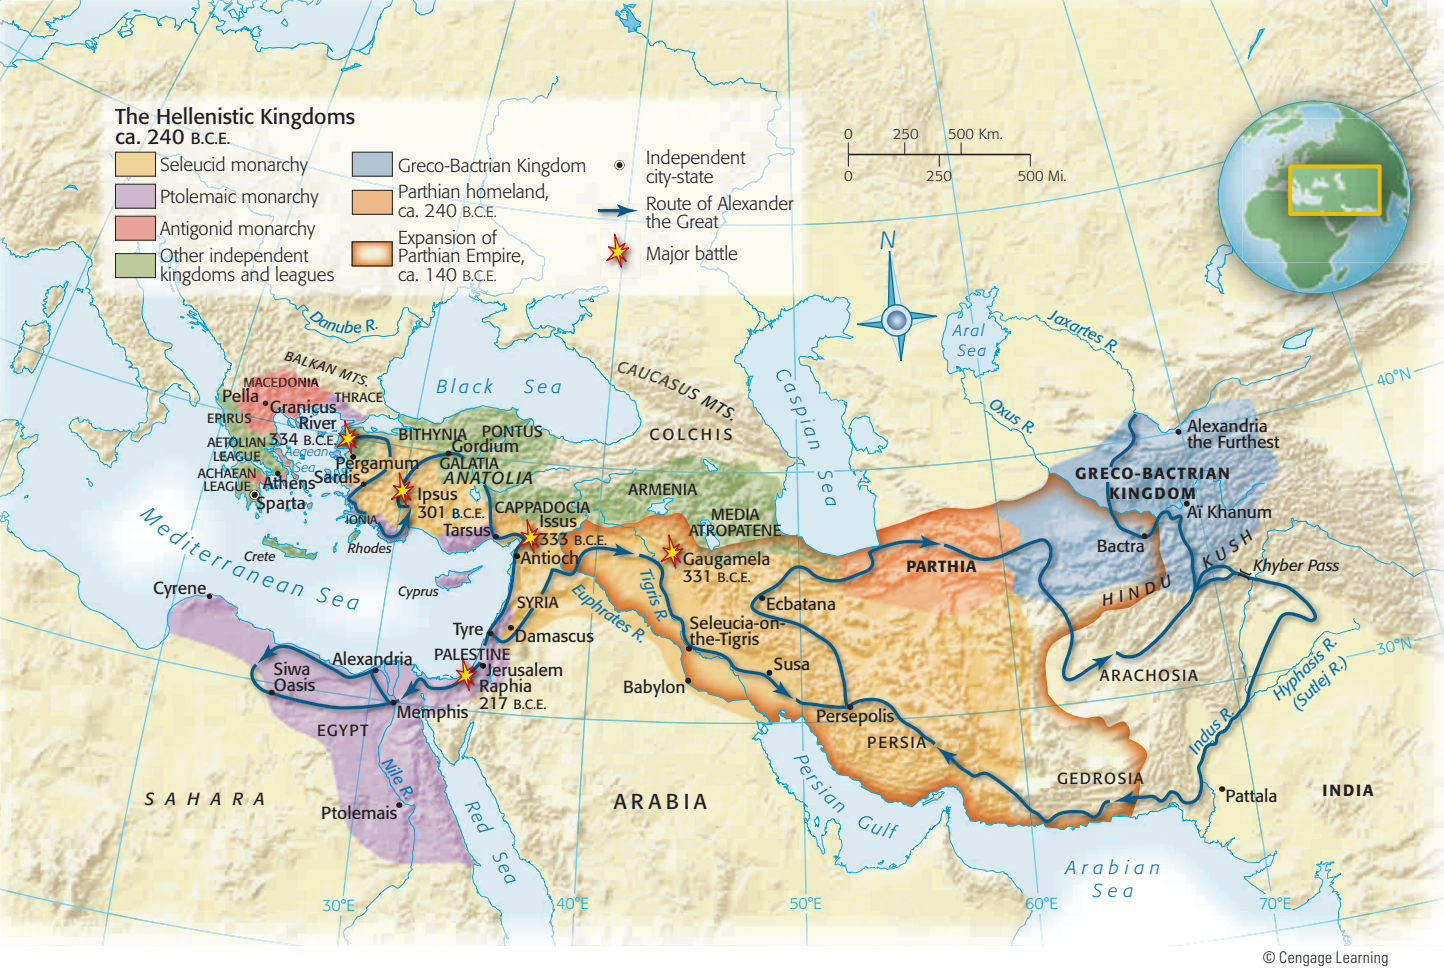 The Hellenistic Kingdoms
ca. 240 B.C.E.
Seleucid monarchy
Ptolemaic monarchy
Antigonid monarchy
Other independent
kingdoms and leagues
Greco-Bactrian Kingdom
Parthian homeland,
ca. 240 B.C.E.
Expansion of
Parthian Empire,
ca. 140 B.C.E.
Independent
city-state
Route of Alexander
the Great
Major battle
0 250 500 Km.
0 250 500 Mi.
N
Danube R.
BALKAN MTS.
MACEDONIA
Pella
THRACE
Granicus
River
334 B.C.E.
EPIRUS
AETOLIAN
LEAGUE
Aegean
Sea
ACHAEAN
LEAGUE
Athens
Sparta
Sardis
Pergamum
IONIA
Rhodes
Crete
Black Sea
BITHYNIA
PONTUS
Gordium
GALATIA
ANATOLIA
Ipsus
301 B.C.E.
CAPPADOCIA
Tarsus
Issus
333 B.C.E.
Antioch
CAUCASUS MTS.
COLCHIS
ARMENIA
MEDIA
ATROPATENE
Caspian Sea
Aral
Sea
Jaxartes R.
Oxus R.
40°N
Alexandria
the Furthest
GRECO-BACTRIAN
KINGDOM
Aï Khanum
Bactra
HINDU KUSH
Khyber Pass
PARTHIA
Gaugamela
331 B.C.E.
Mediterranean Sea
Cyprus
Cyrene
SYRIA
Euphrates R.
Tigris R.
Ecbatana
Seleucia-on-
the-Tigris
Tyre
Damascus
PALESTINE
Jerusalem
Raphia
217 B.C.E.
Alexandria
Siwa
Oasis
Memphis
EGYPT
Nile R.
Ptolemais
SAHARA
Red Sea
ARABIA
Babylon
Susa
Persepolis
PERSIA
Persian Gulf
ARACHOSIA
GEDROSIA
Hyphasis R.
(Sutlej R.)
30°N
Indus R.
Pattala
INDIA
Arabian
Sea
30°E
40°E
50°E
60°E
70°E
© Cengage Learning